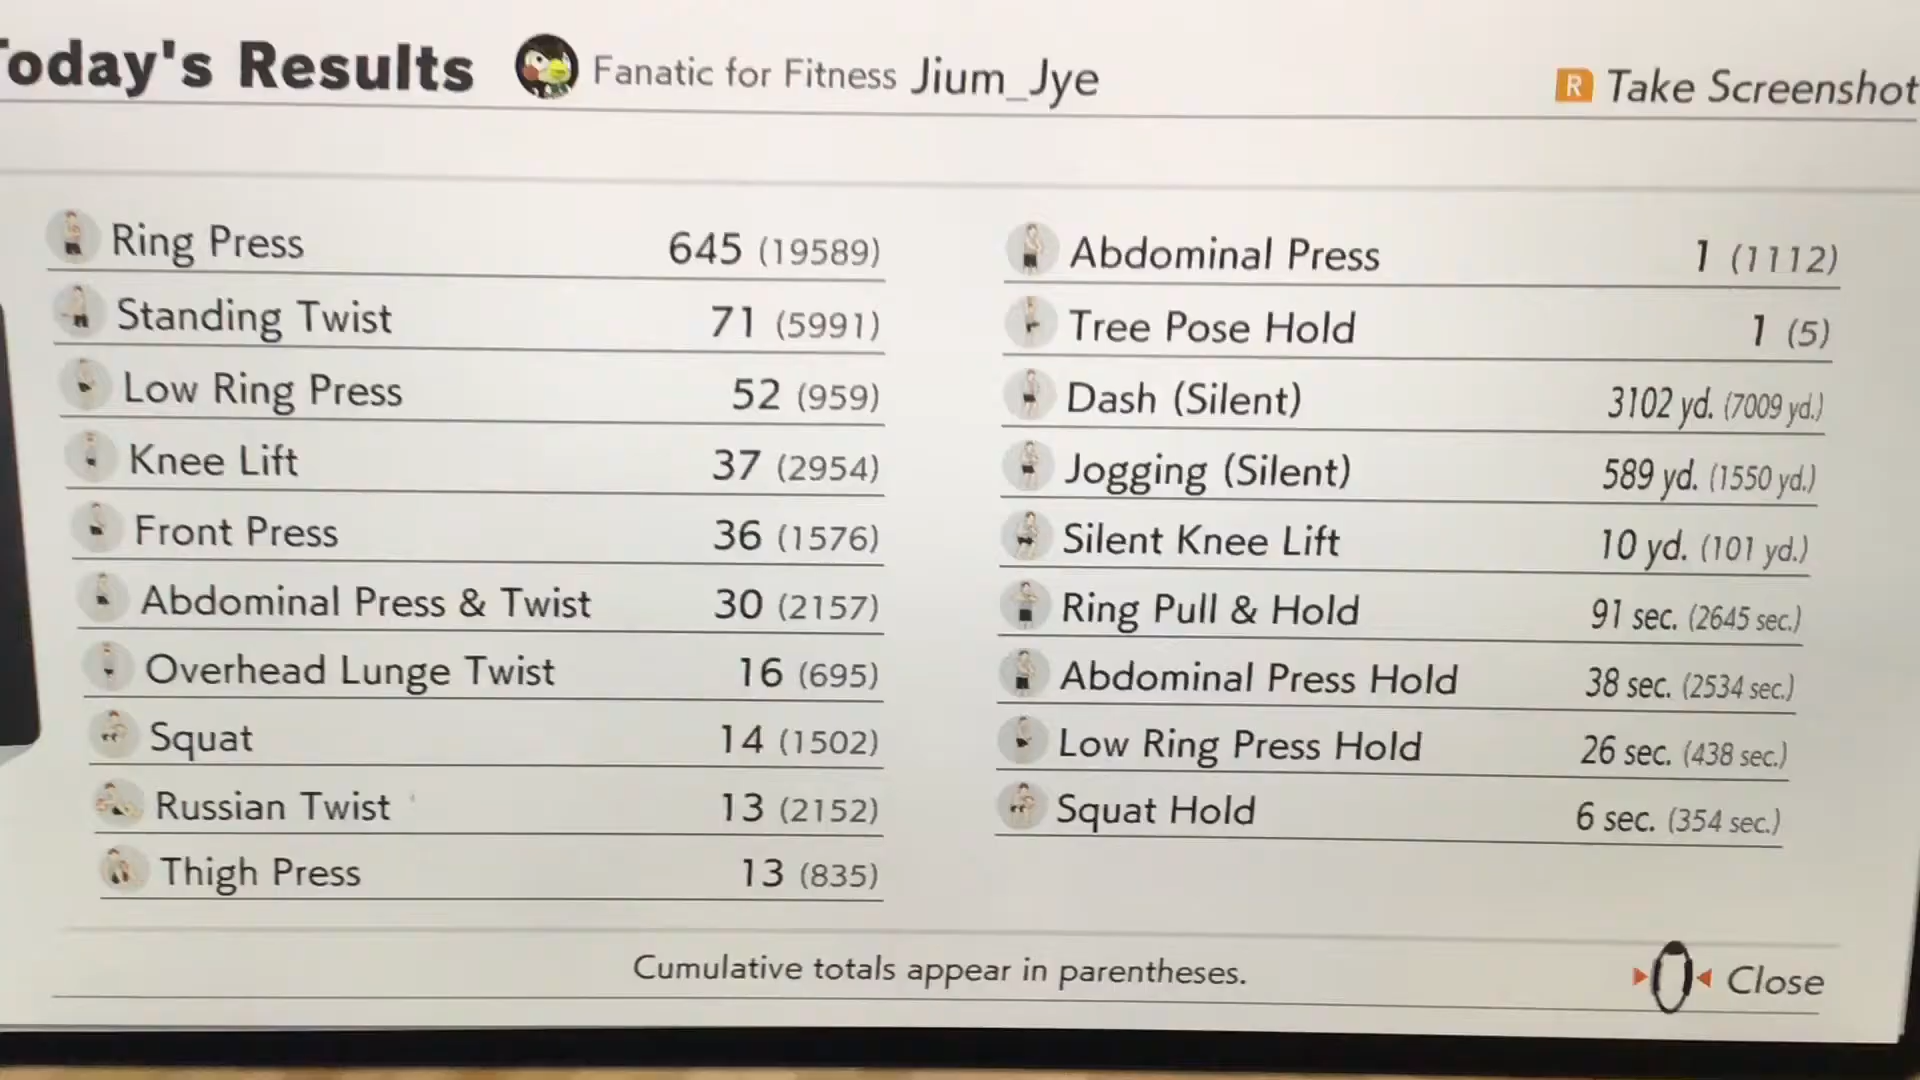 Today's Results Fanatic for Fitness Jium_Jye R Take Screenshot
Ring Press 645 (19589)
Standing Twist 71 (5991)
Low Ring Press 52 (959)
Knee Lift 37 (2954)
Front Press 36 (1576)
Abdominal Press & Twist 30 (2157)
Overhead Lunge Twist 16 (695)
Squat 14 (1502)
Russian Twist 13 (2152)
Thigh Press 13 (835)
Abdominal Press 1 (1112)
Tree Pose Hold 1 (5)
Dash (Silent) 3102 yd. (7009 yd.)
Jogging (Silent) 589 yd. (1550 yd.)
Silent Knee Lift 10 yd. (101 yd.)
Ring Pull & Hold 91 sec. (2645 sec.)
Abdominal Press Hold 38 sec. (2534 sec.)
Low Ring Press Hold 26 sec. (438 sec.)
Squat Hold 6 sec. (354 sec.)
Cumulative totals appear in parentheses.
Close